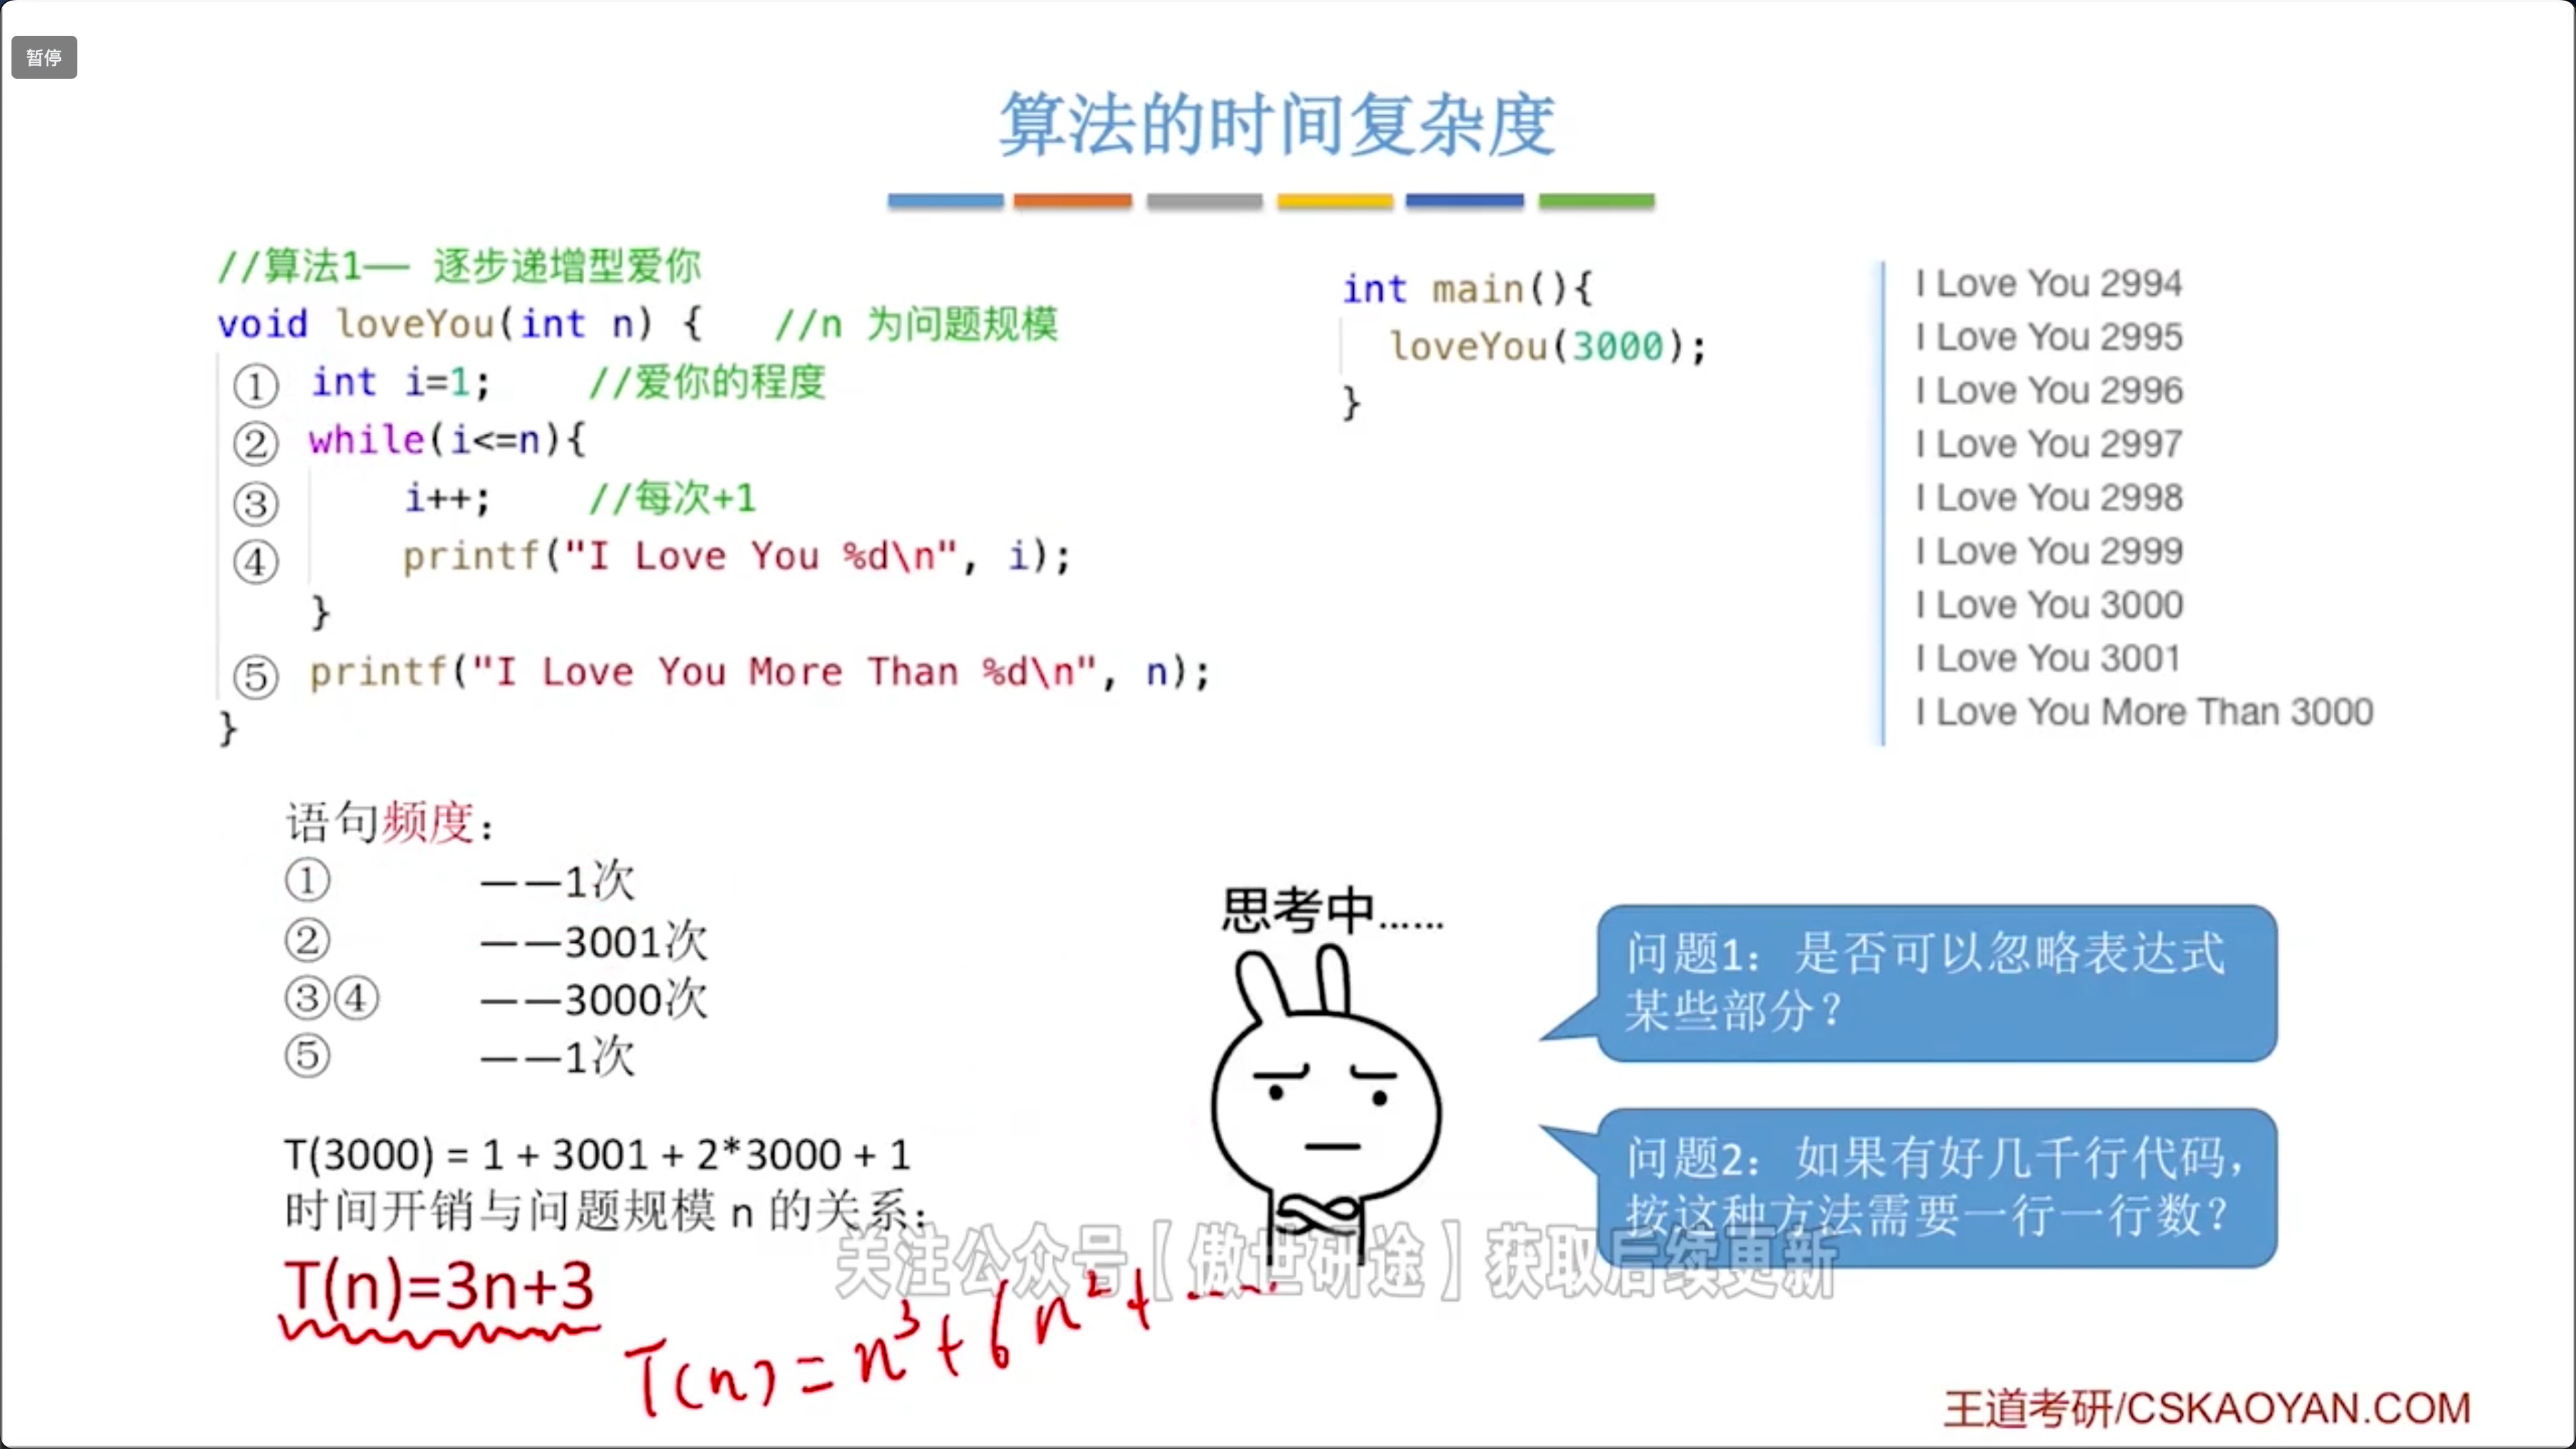 暂停
算法的时间复杂度
//算法1—— 逐步递增型爱你
void loveYou(int n) { //n 为问题规模
① int i=1; //爱你的程度
② while(i<=n){
③ i++; //每次+1
④ printf("I Love You %d\n", i);
}
⑤ printf("I Love You More Than %d\n", n);
}
int main(){
loveYou(3000);
}
I Love You 2994
I Love You 2995
I Love You 2996
I Love You 2997
I Love You 2998
I Love You 2999
I Love You 3000
I Love You 3001
I Love You More Than 3000
语句频度：
① ——1次
② ——3001次
③④ ——3000次
⑤ ——1次
T(3000) = 1 + 3001 + 2*3000 + 1
时间开销与问题规模 n 的关系：
T(n)=3n+3
T(n)=n³+6n²+……
思考中……
问题1：是否可以忽略表达式
某些部分？
问题2：如果有好几千行代码，
按这种方法需要一行一行数？
关注公众号【傲世研途】获取后续更新
王道考研/CSKAOYAN.COM